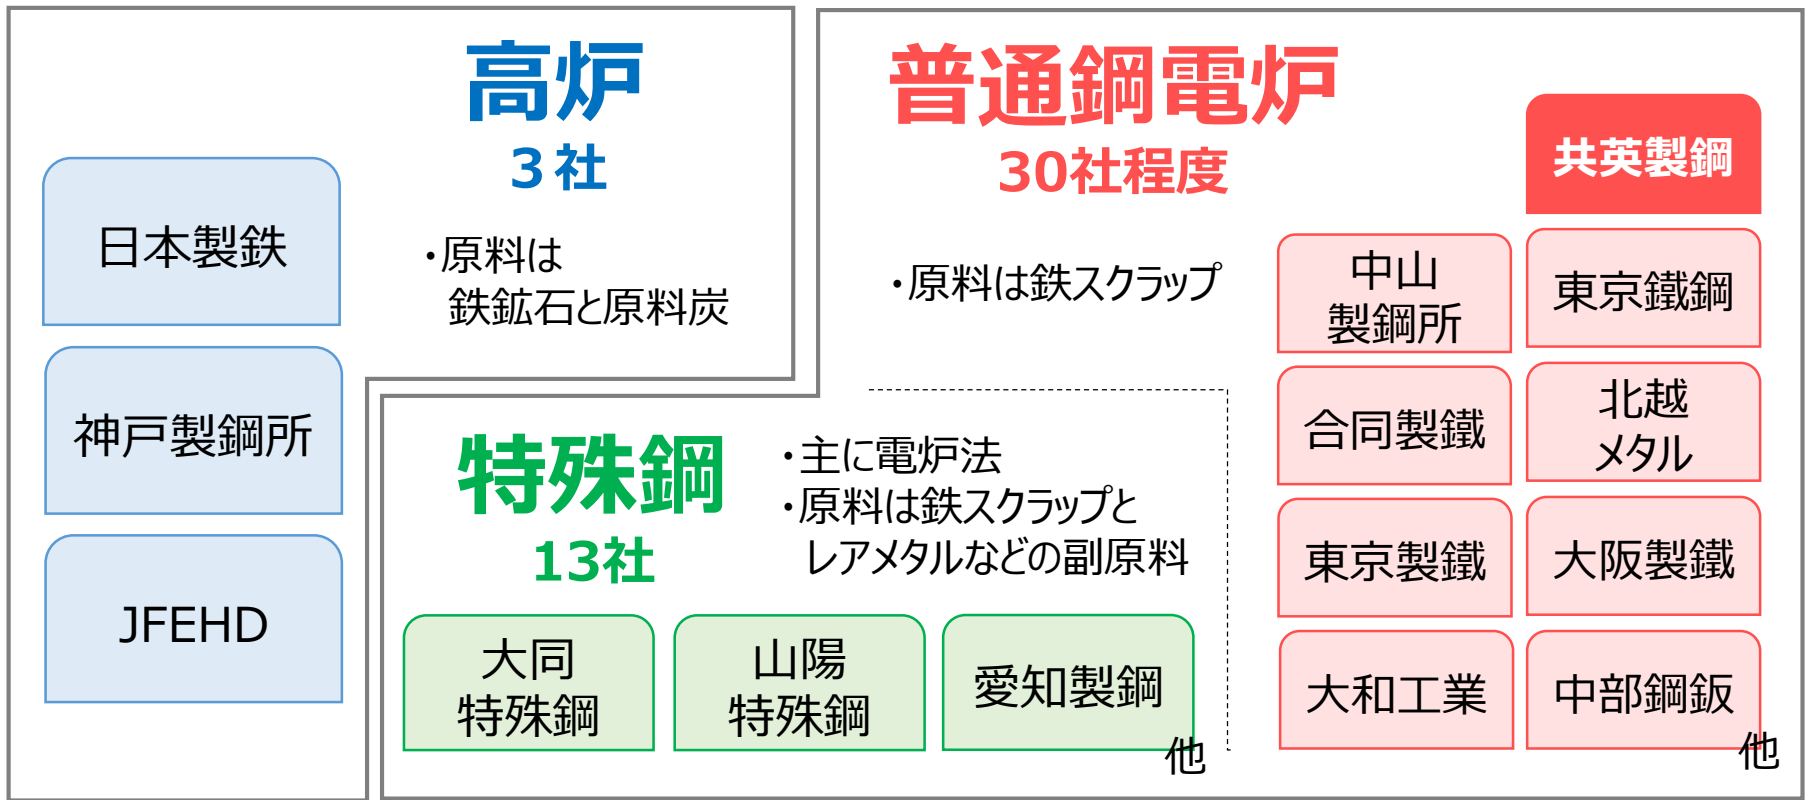 高炉
3社
・原料は
鉄鉱石と原料炭
日本製鉄
神戸製鋼所
JFEHD
普通鋼電炉
30社程度
・原料は鉄スクラップ
共英製鋼
中山
製鋼所
東京鐵鋼
合同製鐵
北越
メタル
東京製鐵
大阪製鐵
大和工業
中部鋼鈑
他
特殊鋼
13社
・主に電炉法
・原料は鉄スクラップと
レアメタルなどの副原料
大同
特殊鋼
山陽
特殊鋼
愛知製鋼
他